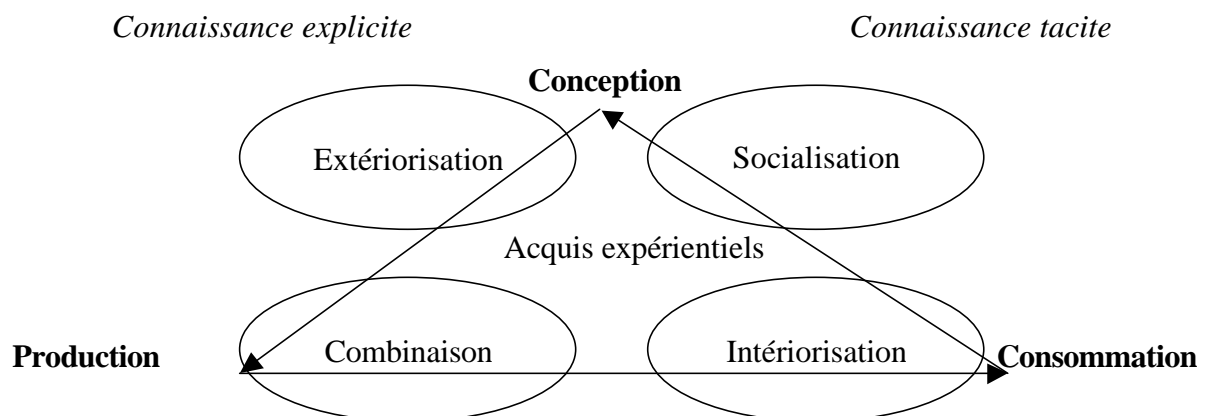 Connaissance explicite
Connaissance tacite
Conception
Extériorisation
Socialisation
Acquis expérientiels
Production
Combinaison
Intériorisation
Consommation